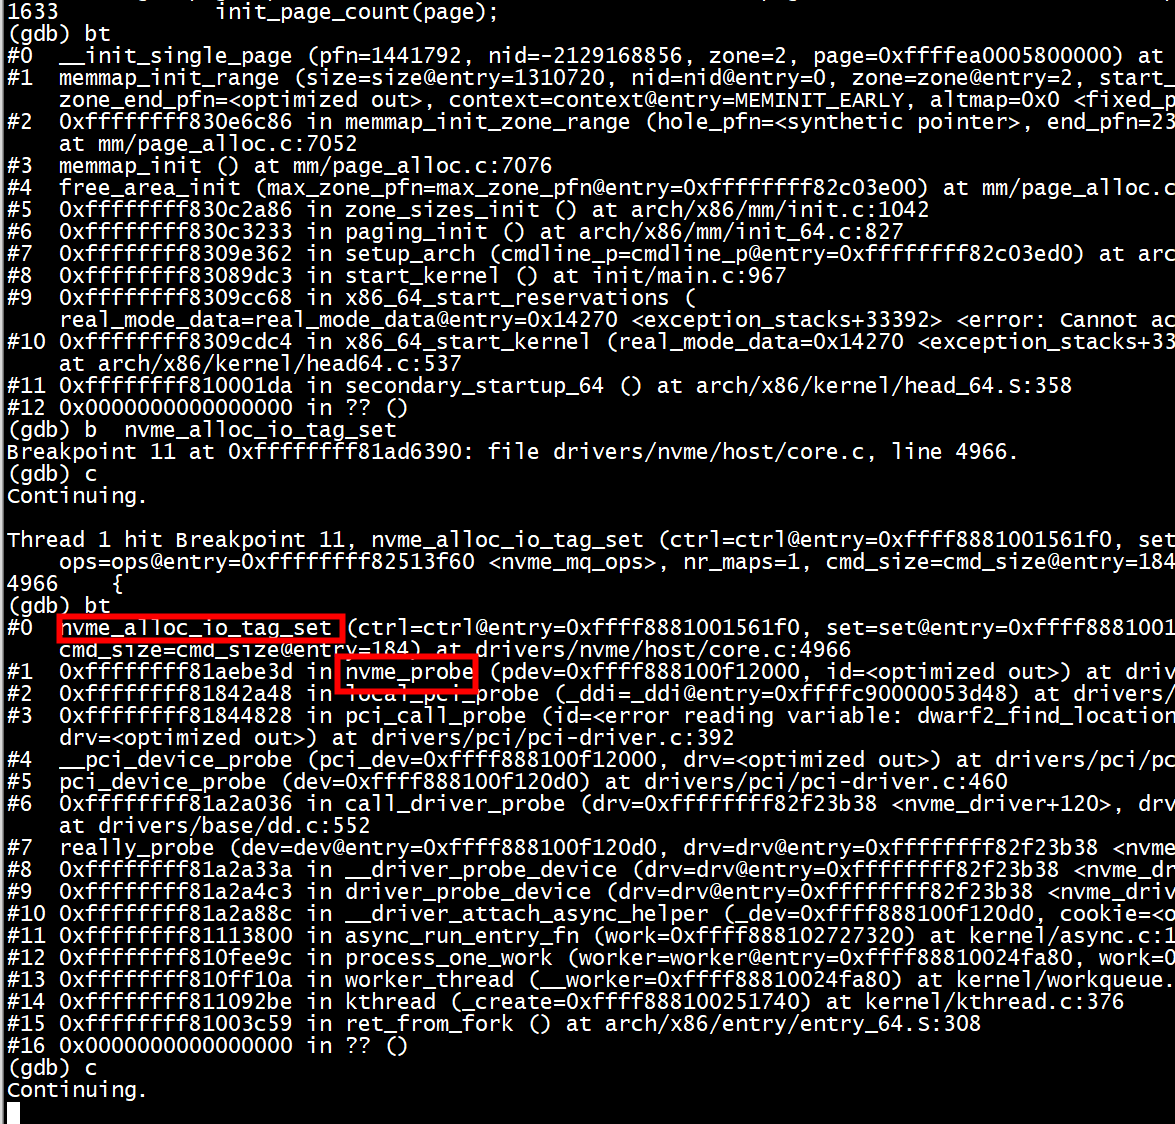 1633            init_page_count(page);
(gdb) bt
#0  __init_single_page (pfn=1441792, nid=-2129168856, zone=2, page=0xffffea0005800000) at
#1  memmap_init_range (size=size@entry=1310720, nid=nid@entry=0, zone=zone@entry=2, start_
    zone_end_pfn=<optimized out>, context=context@entry=MEMINIT_EARLY, altmap=0x0 <fixed_p
#2  0xffffffff830e6c86 in memmap_init_zone_range (hole_pfn=<synthetic pointer>, end_pfn=23
    at mm/page_alloc.c:7052
#3  memmap_init () at mm/page_alloc.c:7076
#4  free_area_init (max_zone_pfn=max_zone_pfn@entry=0xffffffff82c03e00) at mm/page_alloc.c
#5  0xffffffff830c2a86 in zone_sizes_init () at arch/x86/mm/init.c:1042
#6  0xffffffff830c3233 in paging_init () at arch/x86/mm/init_64.c:827
#7  0xffffffff8309e362 in setup_arch (cmdline_p=cmdline_p@entry=0xffffffff82c03ed0) at arc
#8  0xffffffff83089dc3 in start_kernel () at init/main.c:967
#9  0xffffffff8309cc68 in x86_64_start_reservations (
    real_mode_data=real_mode_data@entry=0x14270 <exception_stacks+33392> <error: Cannot ac
#10 0xffffffff8309cdc4 in x86_64_start_kernel (real_mode_data=0x14270 <exception_stacks+33
    at arch/x86/kernel/head64.c:537
#11 0xffffffff810001da in secondary_startup_64 () at arch/x86/kernel/head_64.S:358
#12 0x0000000000000000 in ?? ()
(gdb) b  nvme_alloc_io_tag_set
Breakpoint 11 at 0xffffffff81ad6390: file drivers/nvme/host/core.c, line 4966.
(gdb) c
Continuing.
Thread 1 hit Breakpoint 11, nvme_alloc_io_tag_set (ctrl=ctrl@entry=0xffff8881001561f0, set
    ops=ops@entry=0xffffffff82513f60 <nvme_mq_ops>, nr_maps=1, cmd_size=cmd_size@entry=184
4966    {
(gdb) bt
#0  nvme_alloc_io_tag_set (ctrl=ctrl@entry=0xffff8881001561f0, set=set@entry=0xffff8881001
    cmd_size=cmd_size@entry=184) at drivers/nvme/host/core.c:4966
#1  0xffffffff81aebe3d in nvme_probe (pdev=0xffff888100f12000, id=<optimized out>) at driv
#2  0xffffffff81842a48 in local_pci_probe (_ddi=_ddi@entry=0xffffc90000053d48) at drivers/
#3  0xffffffff81844828 in pci_call_probe (id=<error reading variable: dwarf2_find_location
    drv=<optimized out>) at drivers/pci/pci-driver.c:392
#4  __pci_device_probe (pci_dev=0xffff888100f12000, drv=<optimized out>) at drivers/pci/pc
#5  pci_device_probe (dev=0xffff888100f120d0) at drivers/pci/pci-driver.c:460
#6  0xffffffff81a2a036 in call_driver_probe (drv=0xffffffff82f23b38 <nvme_driver+120>, drv
    at drivers/base/dd.c:552
#7  really_probe (dev=dev@entry=0xffff888100f120d0, drv=drv@entry=0xffffffff82f23b38 <nvme
#8  0xffffffff81a2a33a in __driver_probe_device (drv=drv@entry=0xffffffff82f23b38 <nvme_dr
#9  0xffffffff81a2a4c3 in driver_probe_device (drv=drv@entry=0xffffffff82f23b38 <nvme_driv
#10 0xffffffff81a2a88c in __driver_attach_async_helper (_dev=0xffff888100f120d0, cookie=<o
#11 0xffffffff81113800 in async_run_entry_fn (work=0xffff888102727320) at kernel/async.c:1
#12 0xffffffff810fee9c in process_one_work (worker=worker@entry=0xffff88810024fa80, work=0
#13 0xffffffff810ff10a in worker_thread (__worker=0xffff88810024fa80) at kernel/workqueue.
#14 0xffffffff811092be in kthread (_create=0xffff888100251740) at kernel/kthread.c:376
#15 0xffffffff81003c59 in ret_from_fork () at arch/x86/entry/entry_64.S:308
#16 0x0000000000000000 in ?? ()
(gdb) c
Continuing.